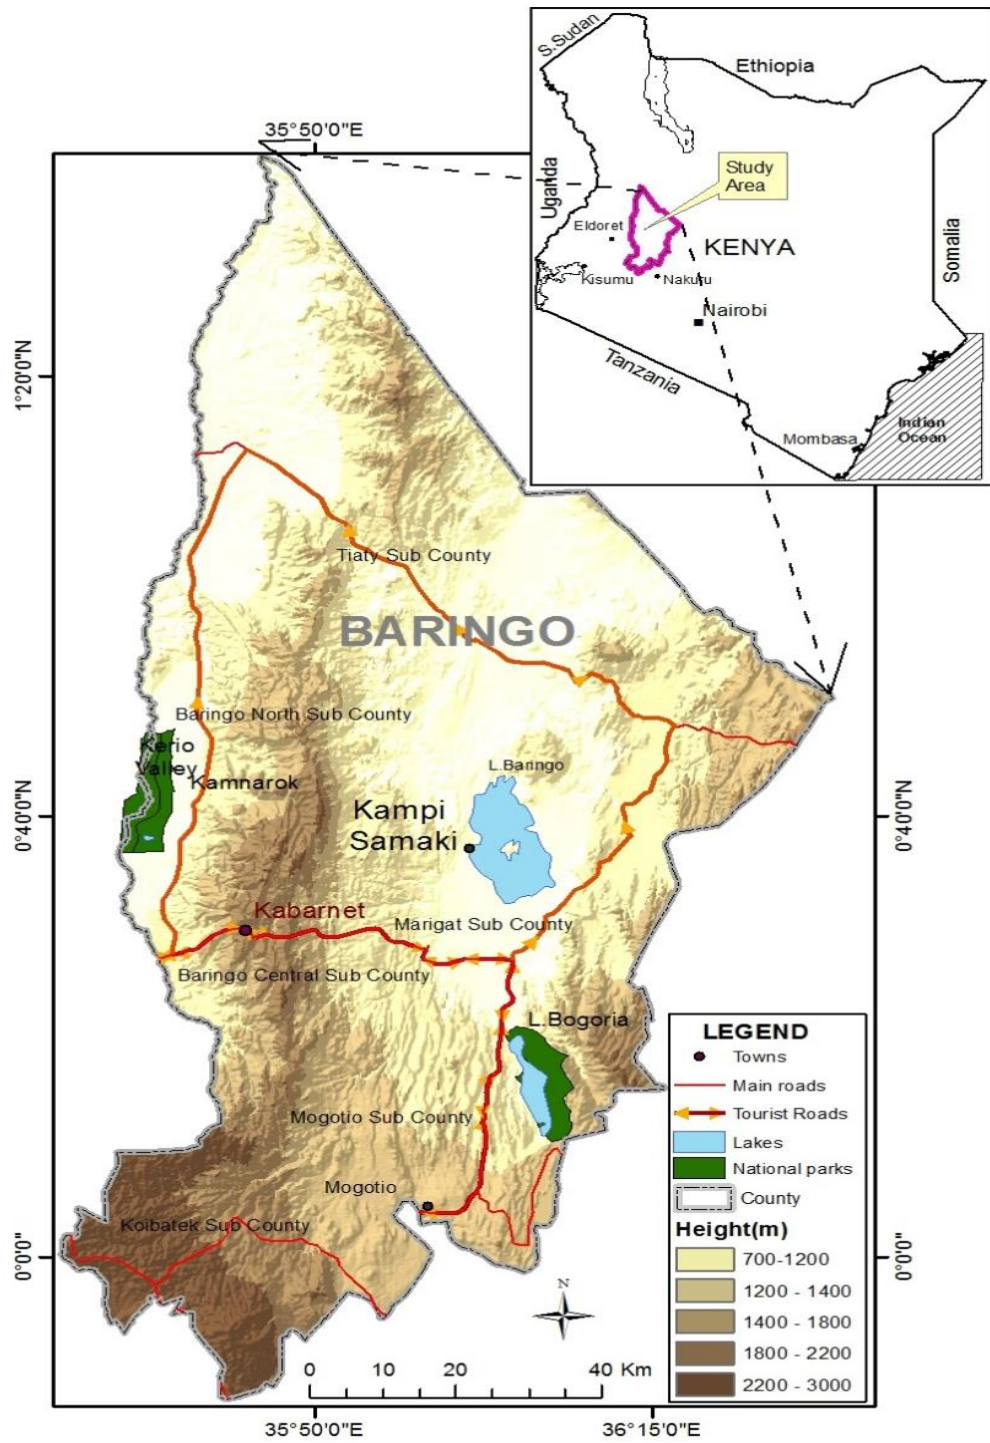 S.Sudan
Ethiopia
Uganda
Study
Area
Eldoret
KENYA
Somalia
Kisumu
Nakuru
Nairobi
Tanzania
Mombasa
Indian
Ocean
35°50'0"E
1°20'0"N
Tiaty Sub County
BARINGO
Baringo North Sub County
Kerio
Valley
Kamnarok
L.Baringo
0°40'0"N
0°40'0"N
Kampi
Samaki
Kabarnet
Marigat Sub County
Baringo Central Sub County
L.Bogoria
Mogotio Sub County
Mogotio
Koibatek Sub County
0°0'0"
0°0'0"
LEGEND
Towns
Main roads
Tourist Roads
Lakes
National parks
County
Height(m)
700-1200
1200 - 1400
1400 - 1800
1800 - 2200
2200 - 3000
N
0 10 20 40 Km
35°50'0"E
36°15'0"E